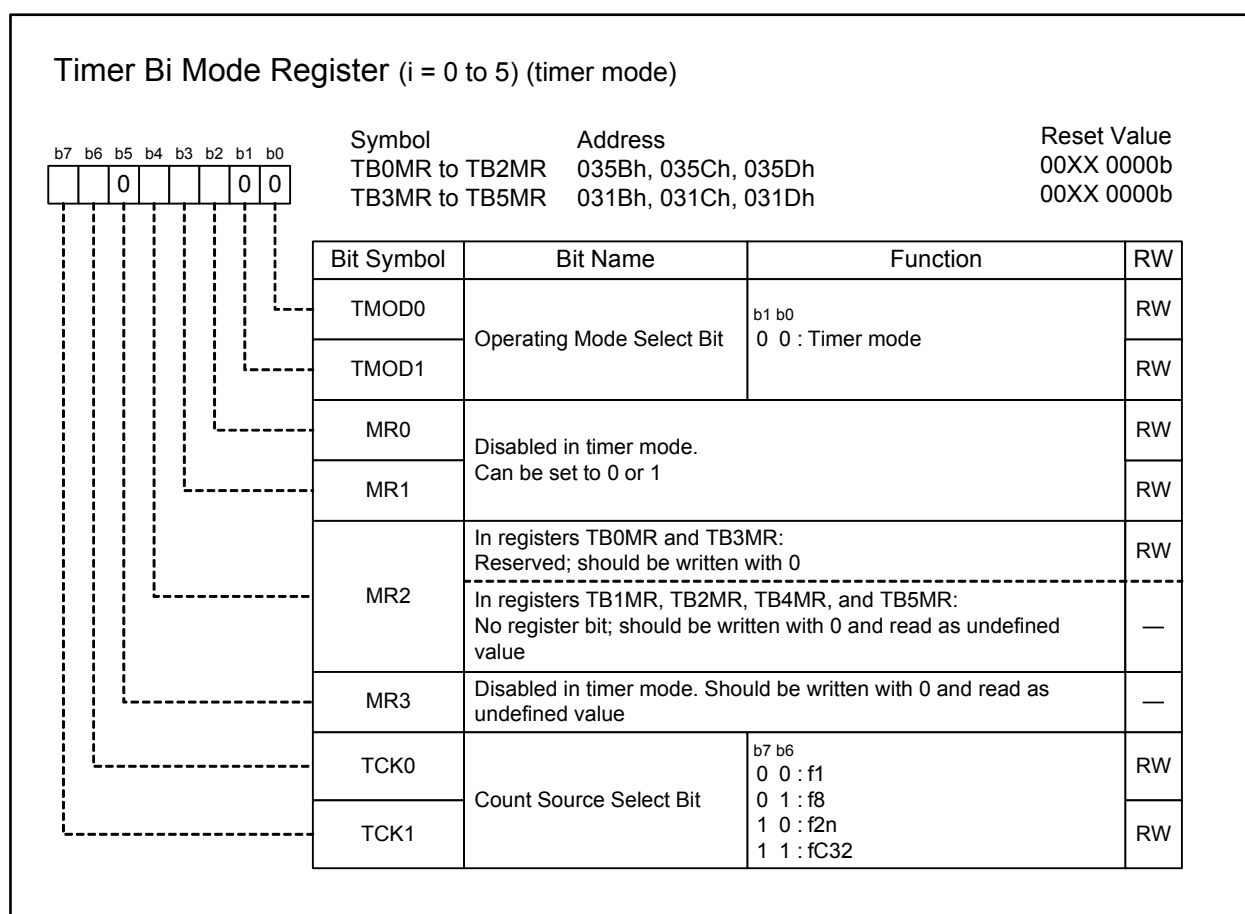 Timer Bi Mode Register (i = 0 to 5) (timer mode)
b7 b6 b5 b4 b3 b2 b1 b0
0 0 0
Symbol Address Reset Value
TB0MR to TB2MR 035Bh, 035Ch, 035Dh 00XX 0000b
TB3MR to TB5MR 031Bh, 031Ch, 031Dh 00XX 0000b
Bit Symbol Bit Name Function RW
TMOD0 RW
Operating Mode Select Bit
b1 b0
0 0 : Timer mode
TMOD1 RW
MR0 RW
Disabled in timer mode.
Can be set to 0 or 1
MR1 RW
MR2
In registers TB0MR and TB3MR:
Reserved; should be written with 0
RW
In registers TB1MR, TB2MR, TB4MR, and TB5MR:
No register bit; should be written with 0 and read as undefined
value
—
MR3
Disabled in timer mode. Should be written with 0 and read as
undefined value
—
TCK0 RW
Count Source Select Bit
b7 b6
0 0 : f1
0 1 : f8
1 0 : f2n
1 1 : fC32
TCK1 RW